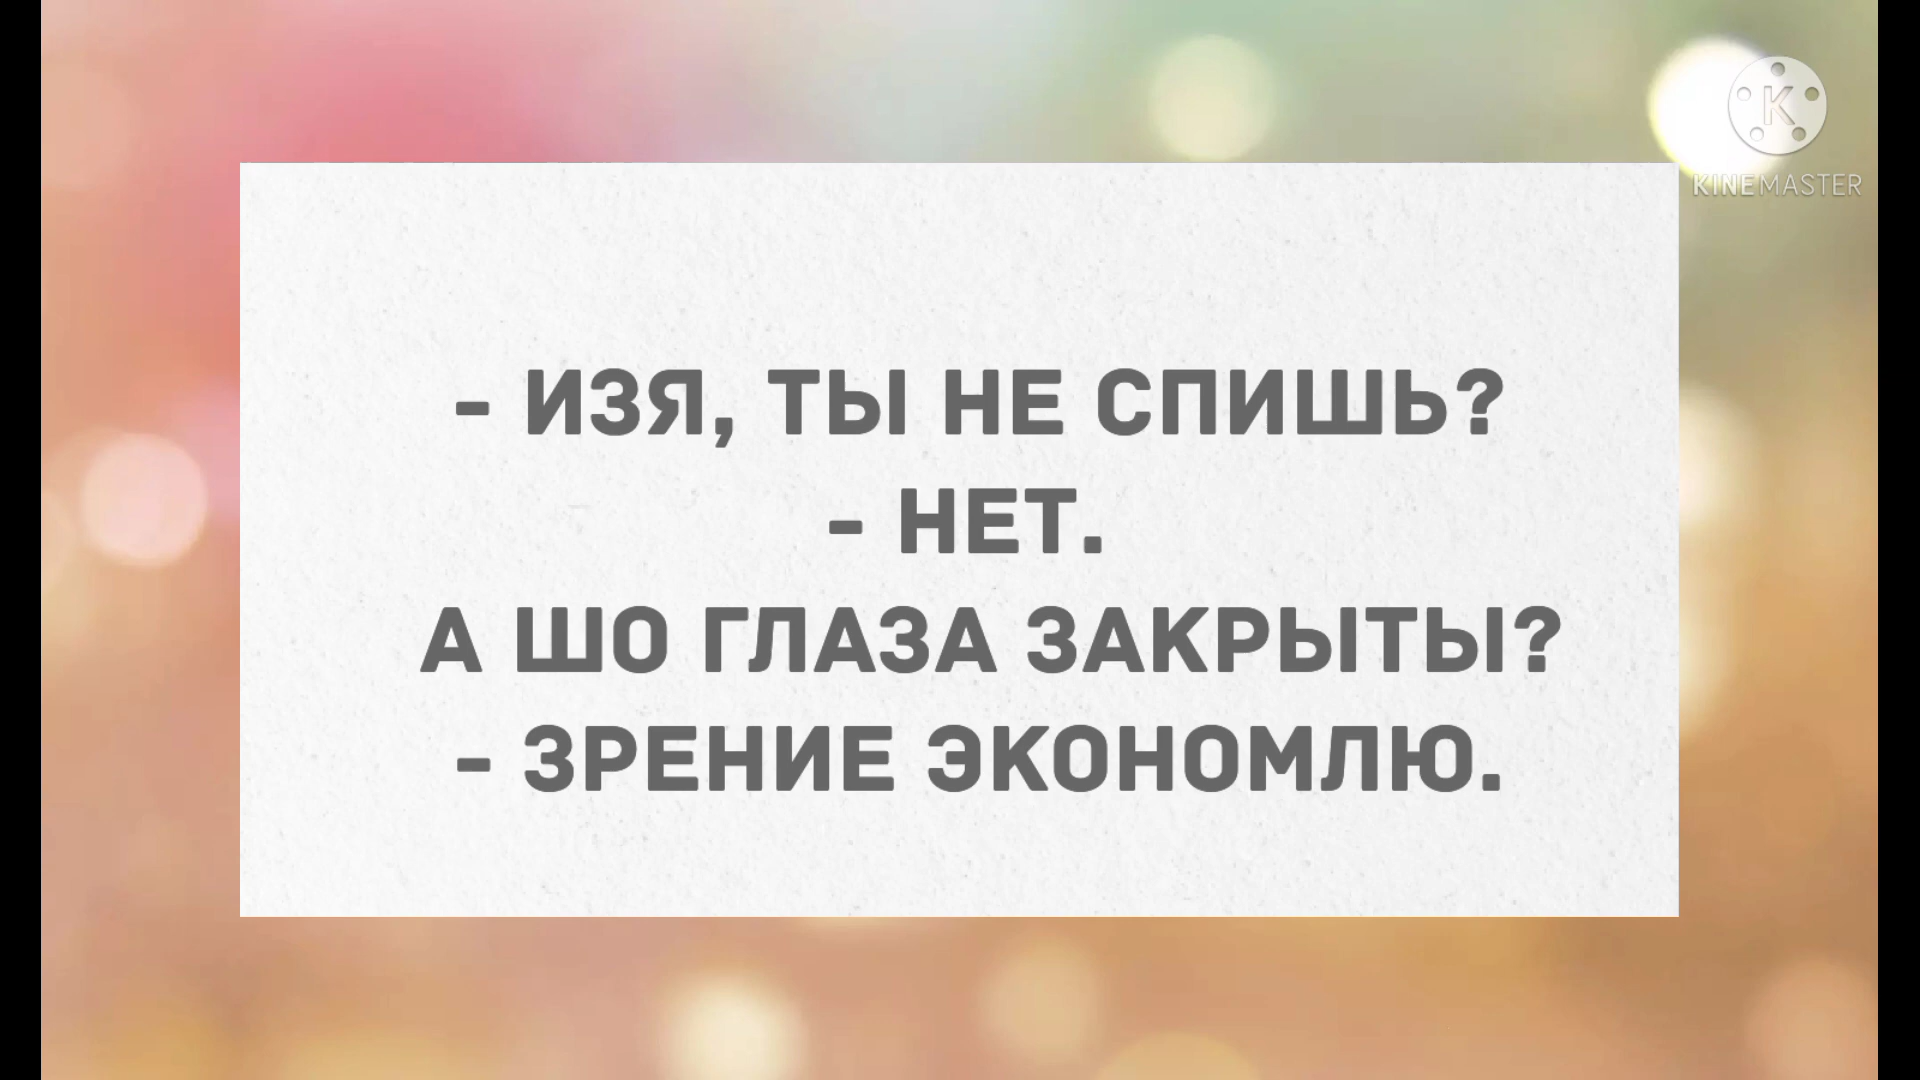 KINEMASTER
- ИЗЯ, ТЫ НЕ СПИШЬ?
- НЕТ.
А ШО ГЛАЗА ЗАКРЫТЫ?
- ЗРЕНИЕ ЭКОНОМЛЮ.